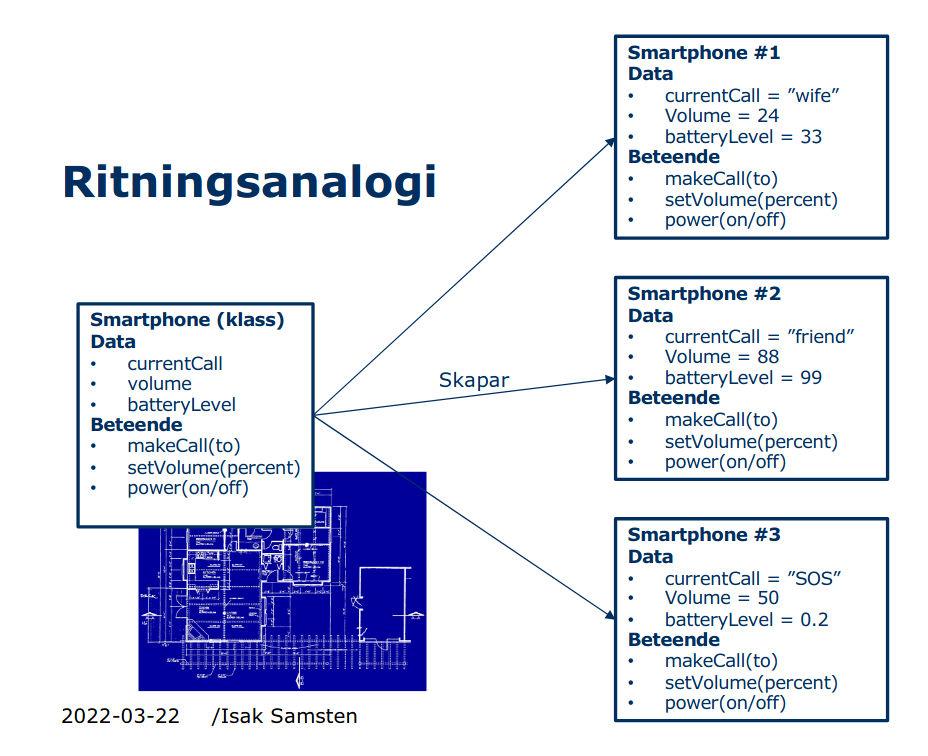 Ritningsanalogi
Smartphone (klass)
Data
• currentCall
• volume
• batteryLevel
Beteende
• makeCall(to)
• setVolume(percent)
• power(on/off)
Skapar
Smartphone #1
Data
• currentCall = ”wife”
• Volume = 24
• batteryLevel = 33
Beteende
• makeCall(to)
• setVolume(percent)
• power(on/off)
Smartphone #2
Data
• currentCall = ”friend”
• Volume = 88
• batteryLevel = 99
Beteende
• makeCall(to)
• setVolume(percent)
• power(on/off)
Smartphone #3
Data
• currentCall = ”SOS”
• Volume = 50
• batteryLevel = 0.2
Beteende
• makeCall(to)
• setVolume(percent)
• power(on/off)
2022-03-22 /Isak Samsten